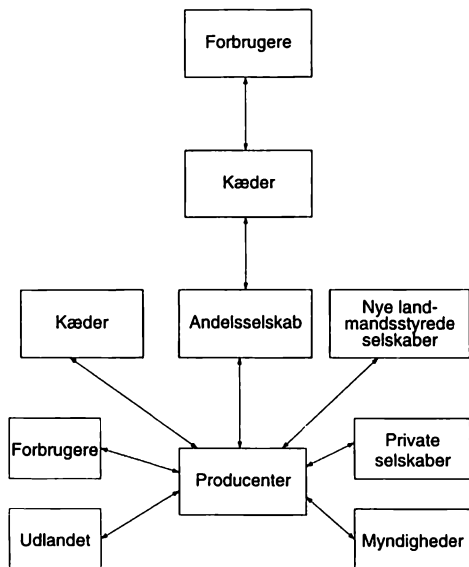 Forbrugere
Kæder
Kæder
Andelsselskab
Nye land-
mandsstyrede
selskaber
Forbrugere
Producenter
Private
selskaber
Udlandet
Myndigheder